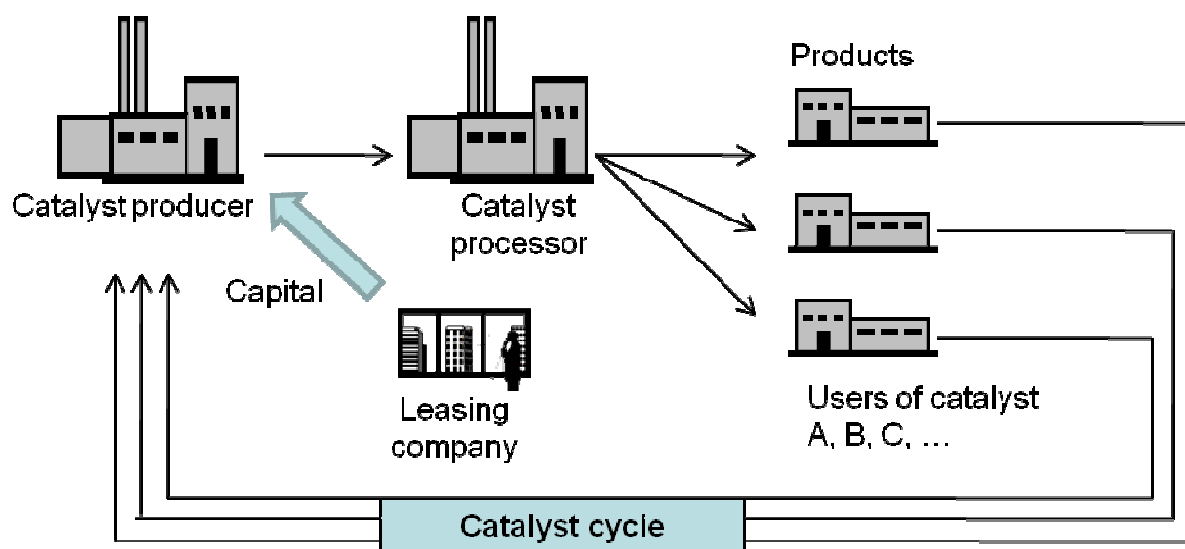 Products
Catalyst producer
Catalyst
processor
Capital
Leasing
company
Users of catalyst
A, B, C, ...
Catalyst cycle